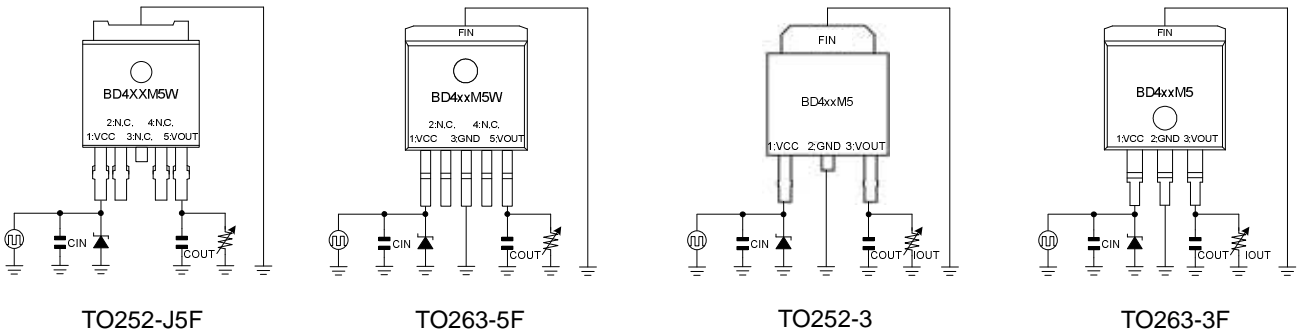 BD4XXM5W
2:N.C, 4:N.C,
1:VCC 3:N.C, 5:VOUT
CIN
COUT
TO252-J5F
FIN
BD4xxM5W
2:N.C, 4:N.C,
1:VCC 3:GND 5:VOUT
CIN
COUT
TO263-5F
FIN
BD4xxM5
1:VCC 2:GND 3:VOUT
CIN
COUT IOUT
TO252-3
FIN
BD4xxM5
1:VCC 2:GND 3:VOUT
CIN
COUT IOUT
TO263-3F